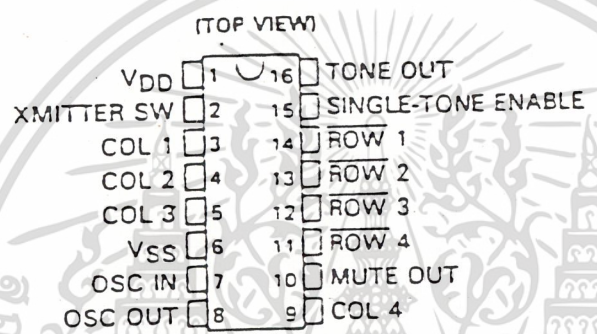 (TOP VIEW)
VDD 1 16 TONE OUT
XMITTER SW 2 15 SINGLE-TONE ENABLE
COL 1 3 14 ROW 1
COL 2 4 13 ROW 2
COL 3 5 12 ROW 3
VSS 6 11 ROW 4
OSC IN 7 10 MUTE OUT
OSC OUT 8 9 COL 4